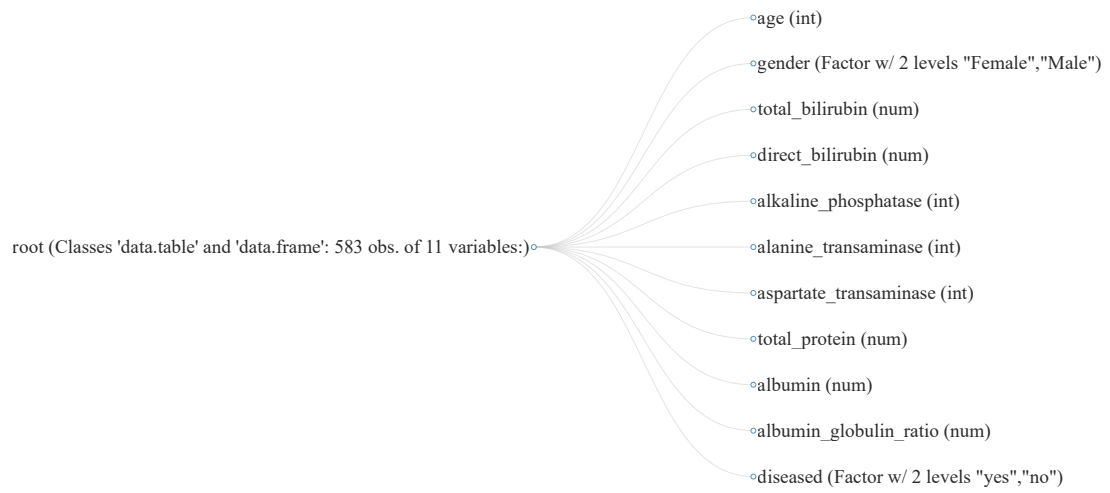 age (int)
gender (Factor w/ 2 levels "Female","Male")
total_bilirubin (num)
direct_bilirubin (num)
alkaline_phosphatase (int)
root (Classes 'data.table' and 'data.frame': 583 obs. of 11 variables:)
alanine_transaminase (int)
aspartate_transaminase (int)
total_protein (num)
albumin (num)
albumin_globulin_ratio (num)
diseased (Factor w/ 2 levels "yes","no")